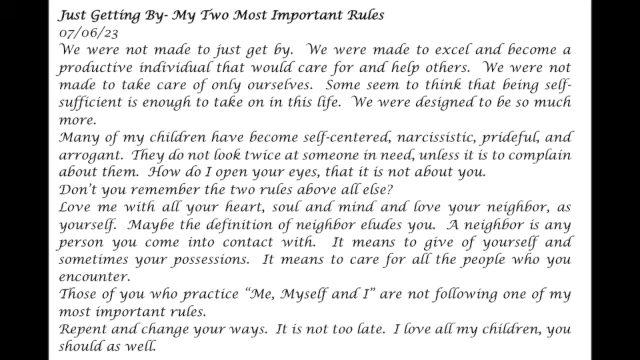 Just Getting By- My Two Most Important Rules
07/06/23
We were not made to just get by. We were made to excel and become a
productive individual that would care for and help others. We were not
made to take care of only ourselves. Some seem to think that being self-
sufficient is enough to take on in this life. We were designed to be so much
more.
Many of my children have become self-centered, narcissistic, prideful, and
arrogant. They do not look twice at someone in need, unless it is to complain
about them. How do I open your eyes, that it is not about you.
Don't you remember the two rules above all else?
Love me with all your heart, soul and mind and love your neighbor, as
yourself. Maybe the definition of neighbor eludes you. A neighbor is any
person you come into contact with. It means to give of yourself and
sometimes your possessions. It means to care for all the people who you
encounter.
Those of you who practice “Me, Myself and I” are not following one of my
most important rules.
Repent and change your ways. It is not too late. I love all my children, you
should as well.